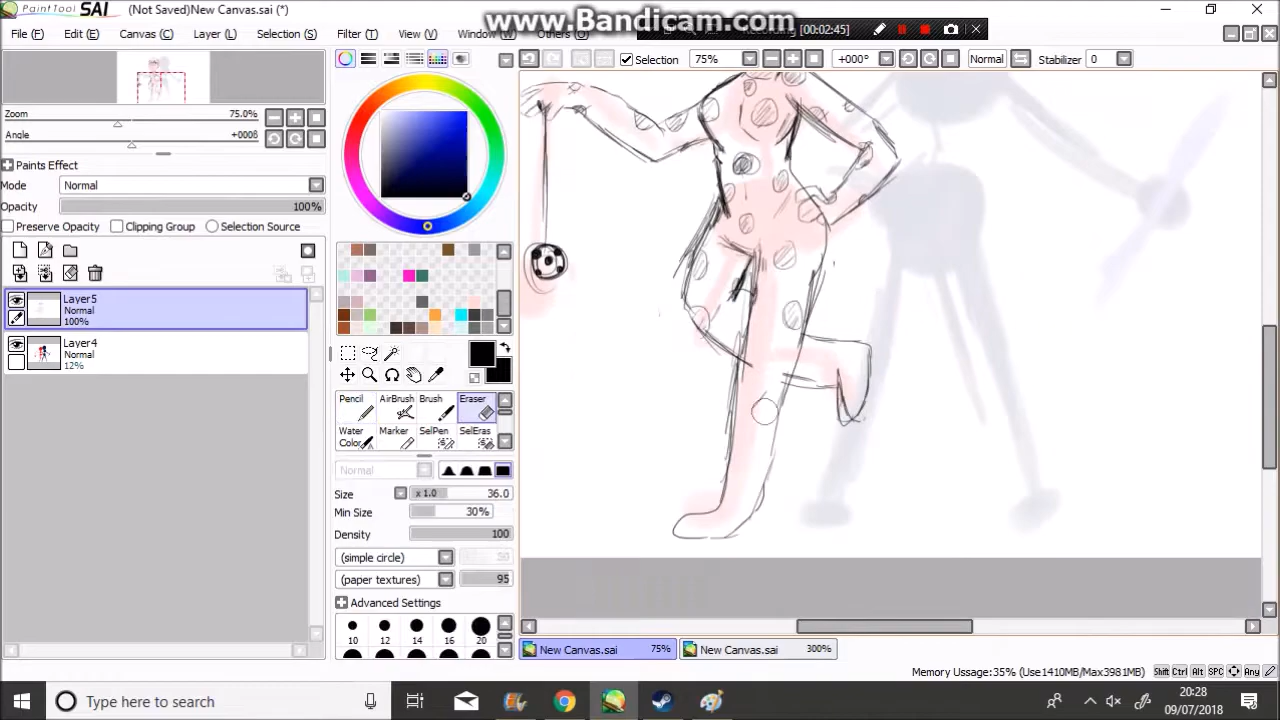 PaintTool SAI (Not Saved)New Canvas.sai (*)
www.Bandicam.com
Recording [00:02:45]
Edit (E) (L) Selection (S) Filter (T) View (V) Window (W) Others (O)
Selection 75% +000° Normal Stabilizer 0
Zoom 75.0%
Angle +000θ
Paints Effect
Mode Normal
Opacity 100%
Preserve Opacity Clipping Group Selection Source
Layer5
Normal
100%
Layer4
Normal
12%
Pencil AirBrush Brush Eraser
Water Color Marker SelPen SelEras
Normal
Size x 1.0 36.0
Min Size 30%
Density 100
(simple circle) 50
(paper textures) 95
Advanced Settings
10 12 14 16 20
New Canvas.sai 75% New Canvas.sai 300%
Memory Usage:35% (Use1410MB/Max3981MB) Shift Ctrl Alt SPC Any
Type here to search
20:28
09/07/2018